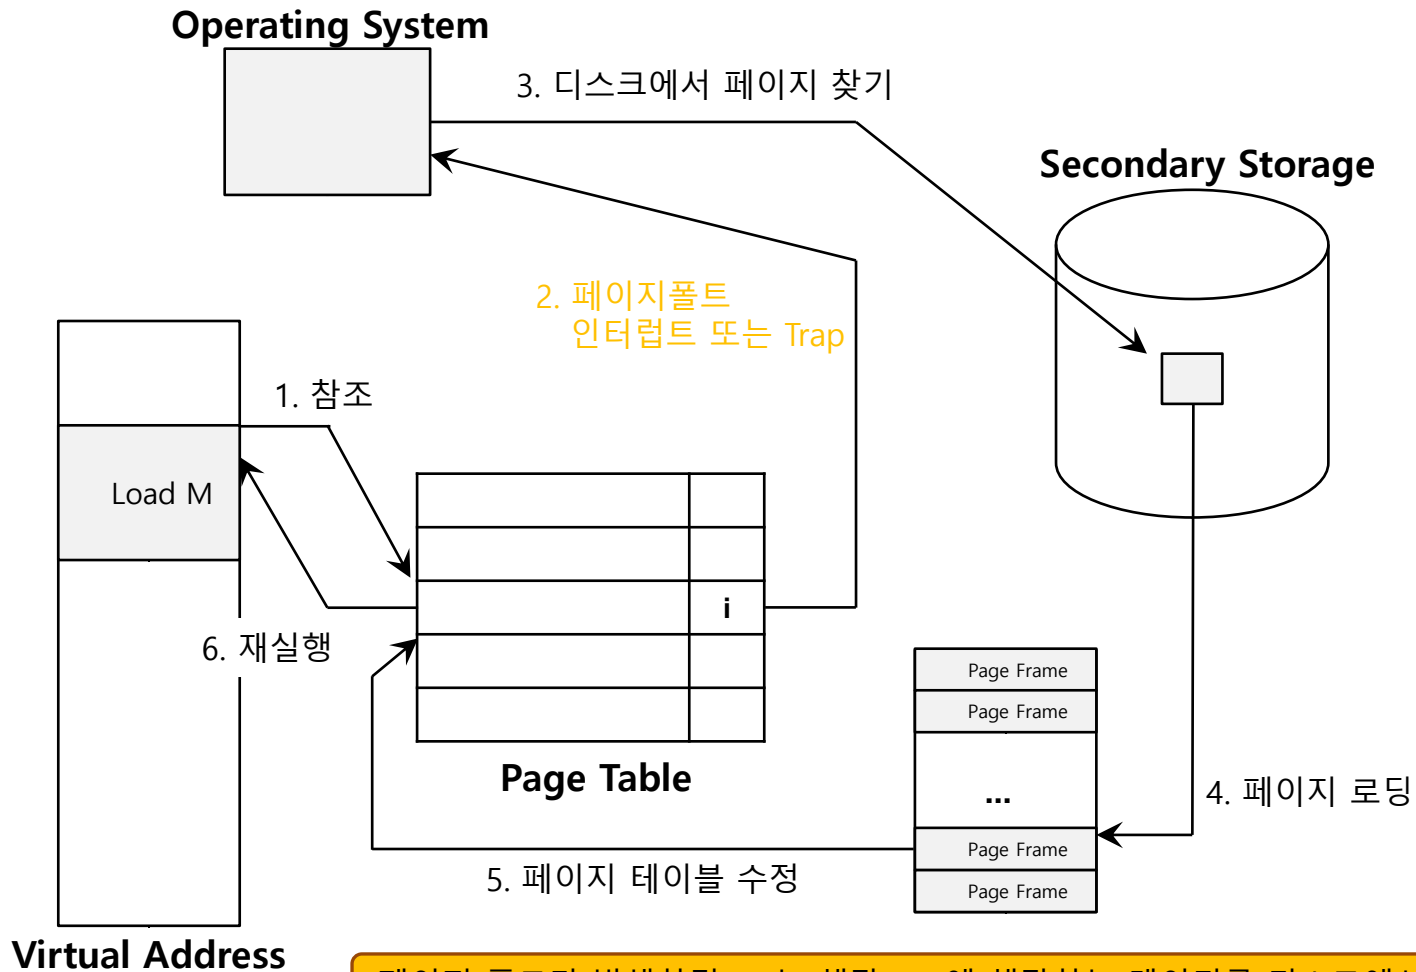 Operating System
3. 디스크에서 페이지 찾기
Secondary Storage
2. 페이지폴트
인터럽트 또는 Trap
1. 참조
Load M
i
6. 재실행
Page Frame
Page Frame
Page Table
...
4. 페이지 로딩
Page Frame
5. 페이지 테이블 수정
Page Frame
Virtual Address